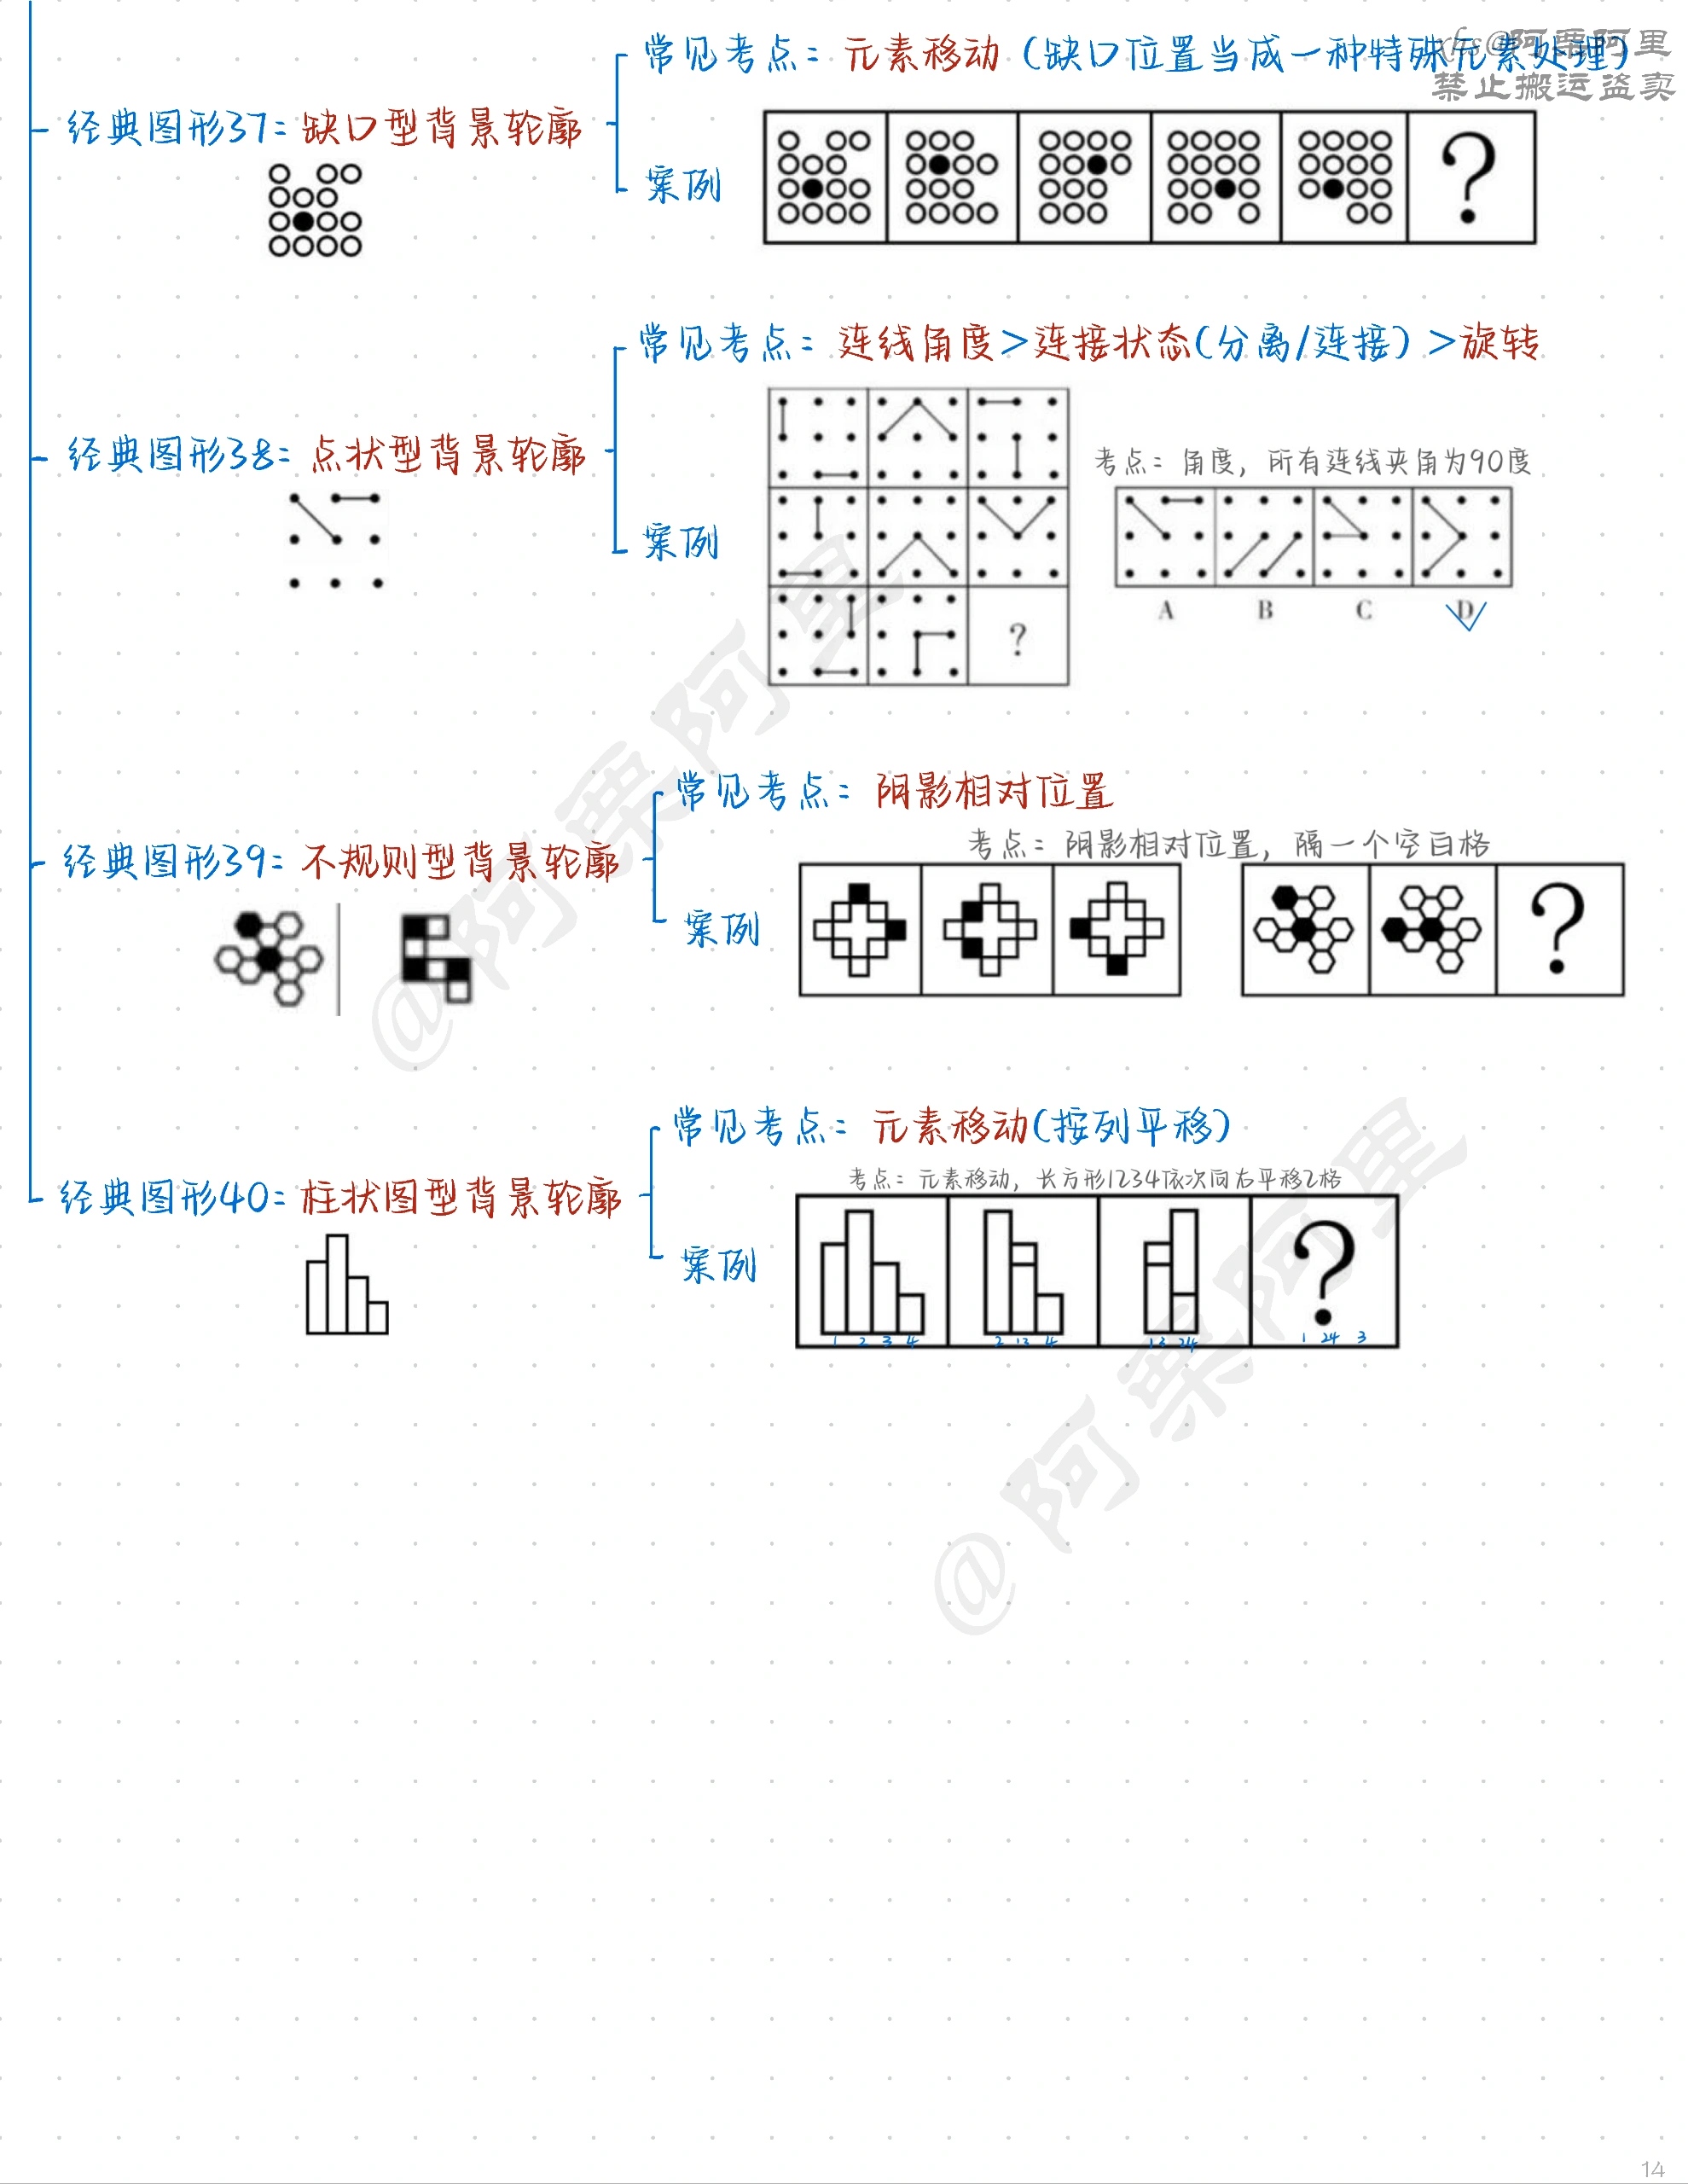 常见考点：元素移动（缺口位置当成一种特殊元素处理）
@阿票阿里
禁止搬运盗卖
经典图形37：缺口型背景轮廓
案例
?
常见考点：连线角度>连接状态(分离/连接）>旋转
经典图形38：点状型背景轮廓
考点：角度，所有连线夹角为90度
案例
A B C D
?
常见考点：阴影相对位置
考点：阴影相对位置，隔一个空白格
经典图形39：不规则型背景轮廓
案例
?
常见考点：元素移动(按列平移）
考点：元素移动，长方形1234依次向右平移2格
经典图形40：柱状图型背景轮廓
案例
?
1 2 3 4 2 13 4 13 24 1 24 3
@阿票阿里
@阿票阿里
14